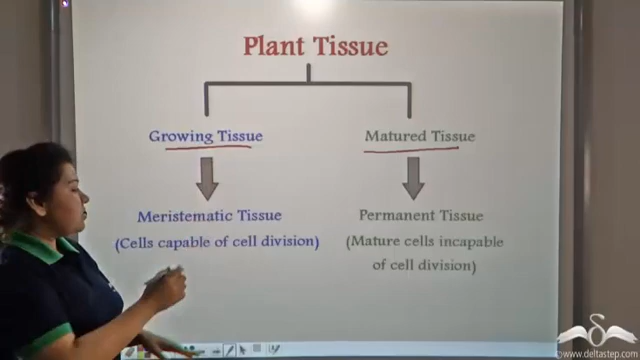 Plant Tissue
Growing Tissue
Matured Tissue
Meristematic Tissue
(Cells capable of cell division)
Permanent Tissue
(Mature cells incapable
of cell division)
©www.deltastep.com